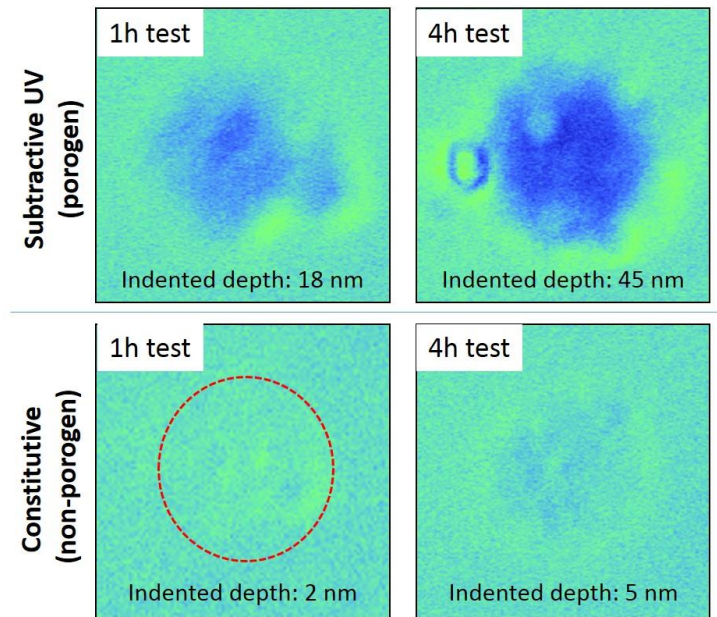 Subtractive UV
(porogen)
1h test
Indented depth: 18 nm
4h test
Indented depth: 45 nm
Constitutive
(non-porogen)
1h test
Indented depth: 2 nm
4h test
Indented depth: 5 nm